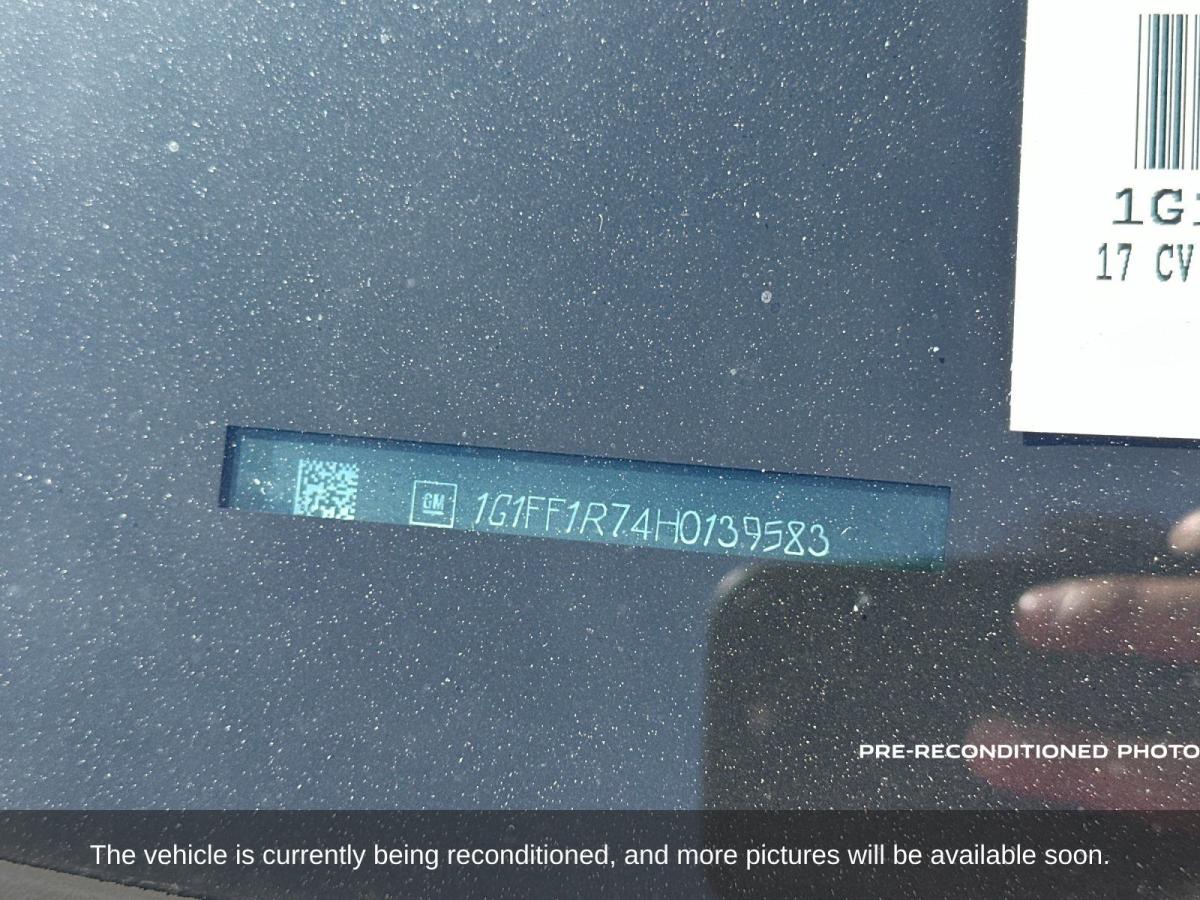 1G1
17 CV
GM 1G1FF1R74H0139583
PRE-RECONDITIONED PHOTO
The vehicle is currently being reconditioned, and more pictures will be available soon.